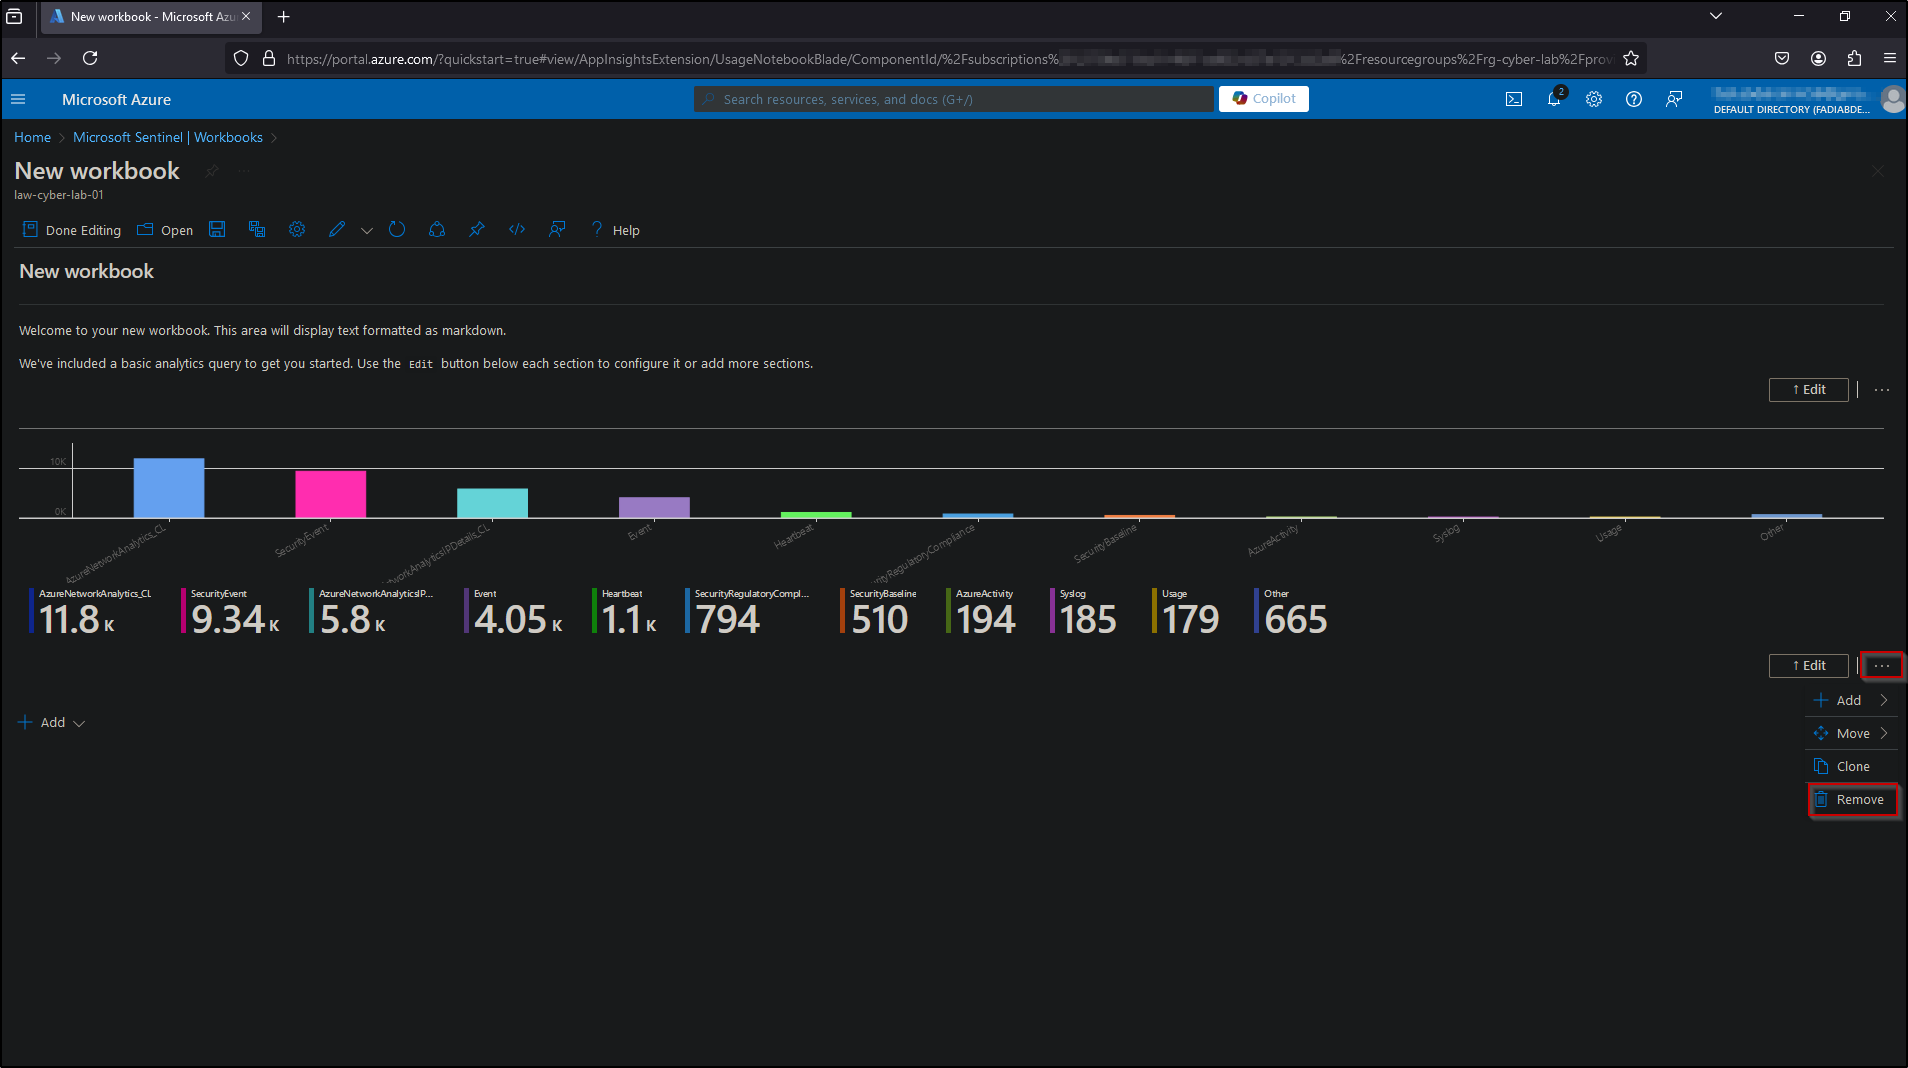 New workbook - Microsoft Azu
https://portal.azure.com/?quickstart=true#view/AppInsightsExtension/UsageNotebookBlade/ComponentId/%2Fsubscriptions% %2Fresourcegroups%2Frg-cyber-lab%2Fprov
Microsoft Azure
Search resources, services, and docs (G+/)
Copilot
2
DEFAULT DIRECTORY (FADIABDE...
Home > Microsoft Sentinel | Workbooks >
New workbook
law-cyber-lab-01
Done Editing
Open
? Help
New workbook
Welcome to your new workbook. This area will display text formatted as markdown.
We've included a basic analytics query to get you started. Use the Edit button below each section to configure it or add more sections.
↑ Edit
10K
0K
AzureNetworkAnalytics_CL
SecurityEvent
tworkAnalyticsIPDetails_CL
Event
Heartbeat
urityRegulatoryCompliance
SecurityBaseline
AzureActivity
Syslog
Usage
Other
AzureNetworkAnalytics_CL
11.8 K
SecurityEvent
9.34 K
AzureNetworkAnalyticsIP...
5.8 K
Event
4.05 K
Heartbeat
1.1 K
SecurityRegulatoryCompl...
794
SecurityBaseline
510
AzureActivity
194
Syslog
185
Usage
179
Other
665
↑ Edit
Add
Move
Clone
Remove
Add